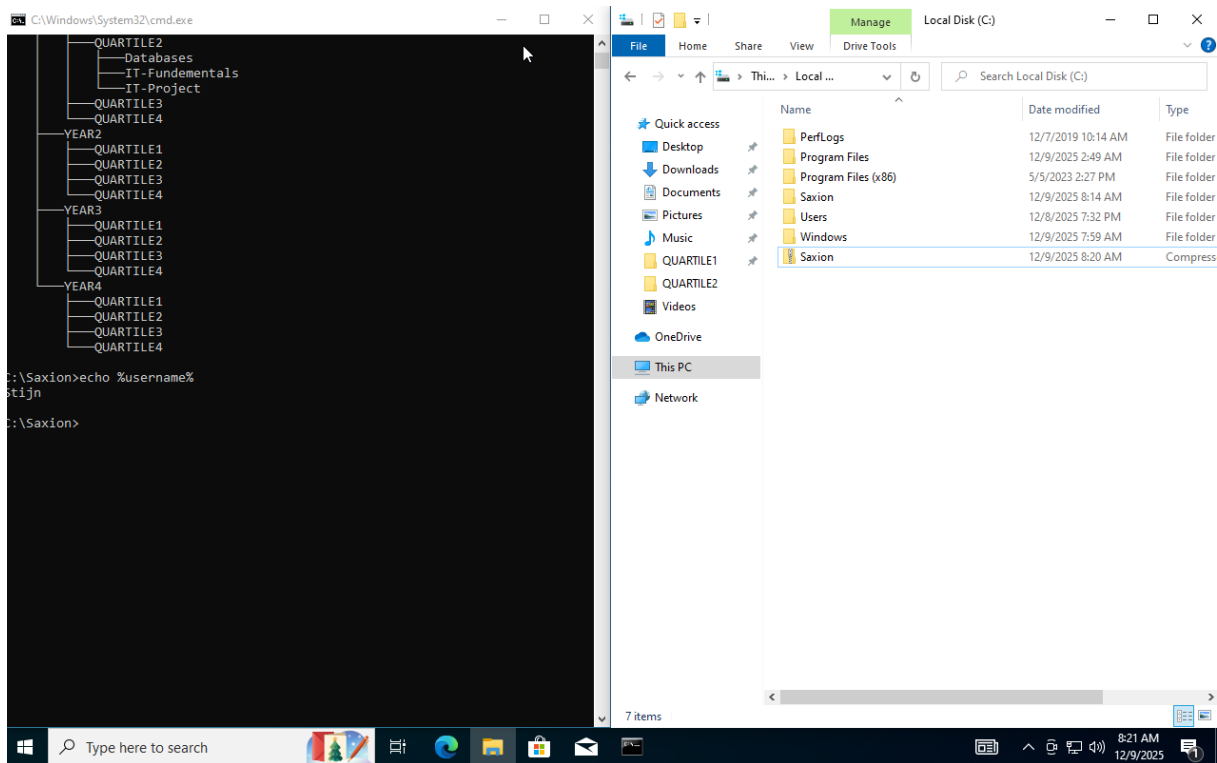 C:\Windows\System32\cmd.exe
QUARTILE2
Databases
IT-Fundementals
IT-Project
QUARTILE3
QUARTILE4
YEAR2
QUARTILE1
QUARTILE2
QUARTILE3
QUARTILE4
YEAR3
QUARTILE1
QUARTILE2
QUARTILE3
QUARTILE4
YEAR4
QUARTILE1
QUARTILE2
QUARTILE3
QUARTILE4
C:\Saxion>echo %username%
Stijn
C:\Saxion>
Manage Local Disk (C:)
File Home Share View Drive Tools
Thi... > Local ... Search Local Disk (C:)
Name Date modified Type
Quick access
Desktop
Downloads
Documents
Pictures
Music
QUARTILE1
QUARTILE2
Videos
OneDrive
This PC
Network
PerfLogs 12/7/2019 10:14 AM File folder
Program Files 12/9/2025 2:49 AM File folder
Program Files (x86) 5/5/2023 2:27 PM File folder
Saxion 12/9/2025 8:14 AM File folder
Users 12/8/2025 7:32 PM File folder
Windows 12/9/2025 7:59 AM File folder
Saxion 12/9/2025 8:20 AM Compress
7 items
Type here to search
8:21 AM
12/9/2025
1